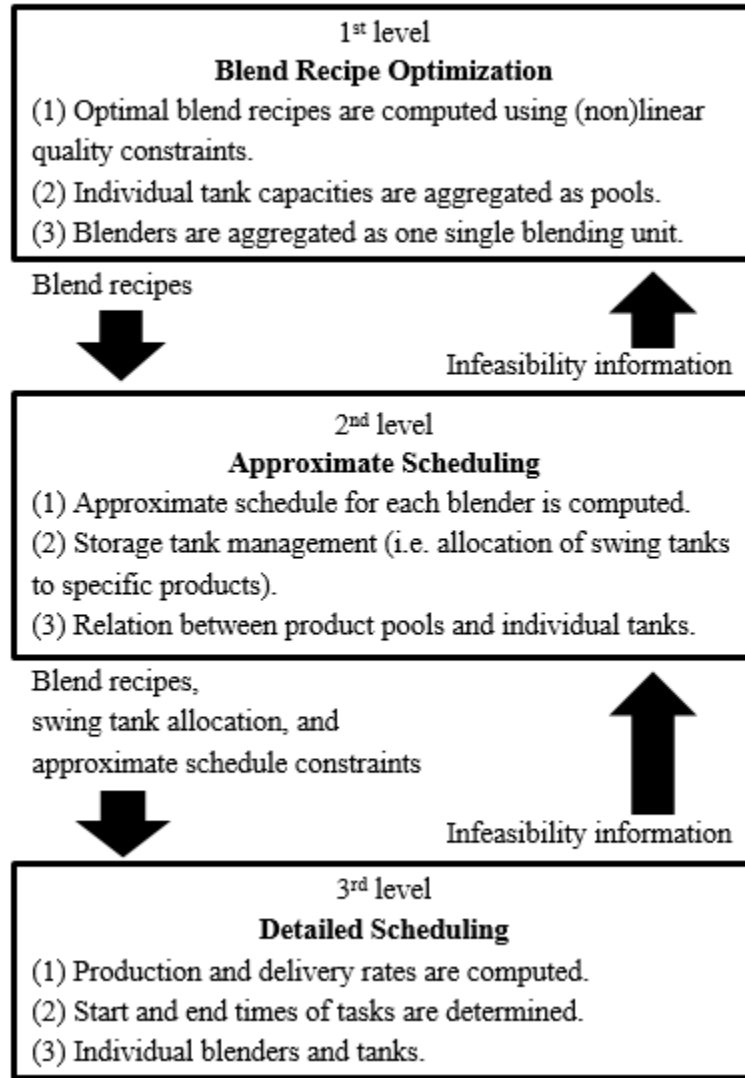 1st level
Blend Recipe Optimization
(1) Optimal blend recipes are computed using (non)linear
quality constraints.
(2) Individual tank capacities are aggregated as pools.
(3) Blenders are aggregated as one single blending unit.
Blend recipes
Infeasibility information
2nd level
Approximate Scheduling
(1) Approximate schedule for each blender is computed.
(2) Storage tank management (i.e. allocation of swing tanks
to specific products).
(3) Relation between product pools and individual tanks.
Blend recipes,
swing tank allocation, and
approximate schedule constraints
Infeasibility information
3rd level
Detailed Scheduling
(1) Production and delivery rates are computed.
(2) Start and end times of tasks are determined.
(3) Individual blenders and tanks.